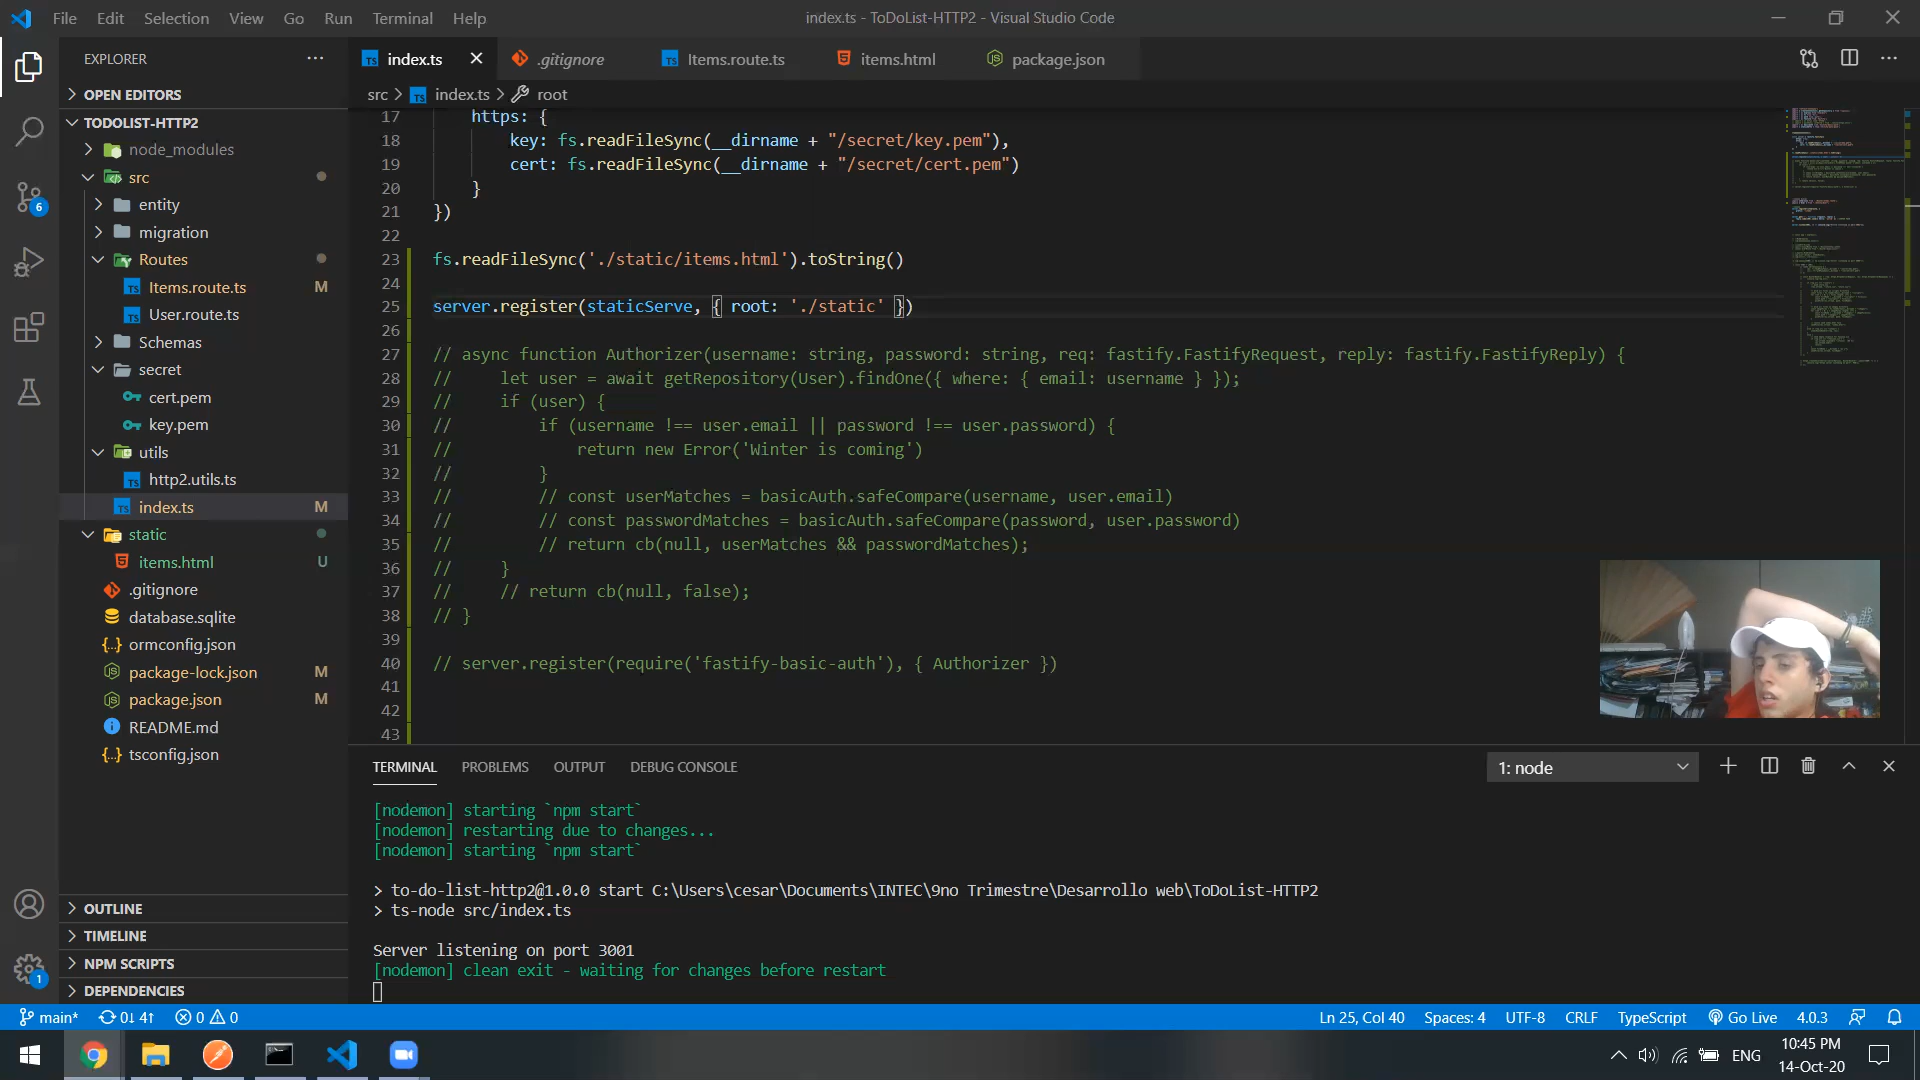 File Edit Selection View Go Run Terminal Help
index.ts - ToDoList-HTTP2 - Visual Studio Code
EXPLORER
index.ts
.gitignore
Items.route.ts
items.html
package.json
src > index.ts > root
OPEN EDITORS
TODOLIST-HTTP2
node_modules
src
entity
migration
Routes
Items.route.ts M
User.route.ts
Schemas
secret
cert.pem
key.pem
utils
http2.utils.ts
index.ts M
static
items.html U
.gitignore
database.sqlite
ormconfig.json
package-lock.json M
package.json M
README.md
tsconfig.json
OUTLINE
TIMELINE
NPM SCRIPTS
DEPENDENCIES
6
1
17 https: {
18 key: fs.readFileSync(__dirname + "/secret/key.pem"),
19 cert: fs.readFileSync(__dirname + "/secret/cert.pem")
20 }
21 })
22
23 fs.readFileSync('./static/items.html').toString()
24
25 server.register(staticServe, { root: './static' })
26
27 // async function Authorizer(username: string, password: string, req: fastify.FastifyRequest, reply: fastify.FastifyReply) {
28 // let user = await getRepository(User).findOne({ where: { email: username } });
29 // if (user) {
30 // if (username !== user.email || password !== user.password) {
31 // return new Error('Winter is coming')
32 // }
33 // // const userMatches = basicAuth.safeCompare(username, user.email)
34 // // const passwordMatches = basicAuth.safeCompare(password, user.password)
35 // // return cb(null, userMatches && passwordMatches);
36 // }
37 // // return cb(null, false);
38 // }
39
40 // server.register(require('fastify-basic-auth'), { Authorizer })
41
42
43
TERMINAL PROBLEMS OUTPUT DEBUG CONSOLE
1: node
[nodemon] starting `npm start`
[nodemon] restarting due to changes...
[nodemon] starting `npm start`
> to-do-list-http2@1.0.0 start C:\Users\cesar\Documents\INTEC\9no Trimestre\Desarrollo web\ToDoList-HTTP2
> ts-node src/index.ts
Server listening on port 3001
[nodemon] clean exit - waiting for changes before restart
main* 0↓ 4↑ 0 0
Ln 25, Col 40 Spaces: 4 UTF-8 CRLF TypeScript Go Live 4.0.3
ENG
10:45 PM
14-Oct-20